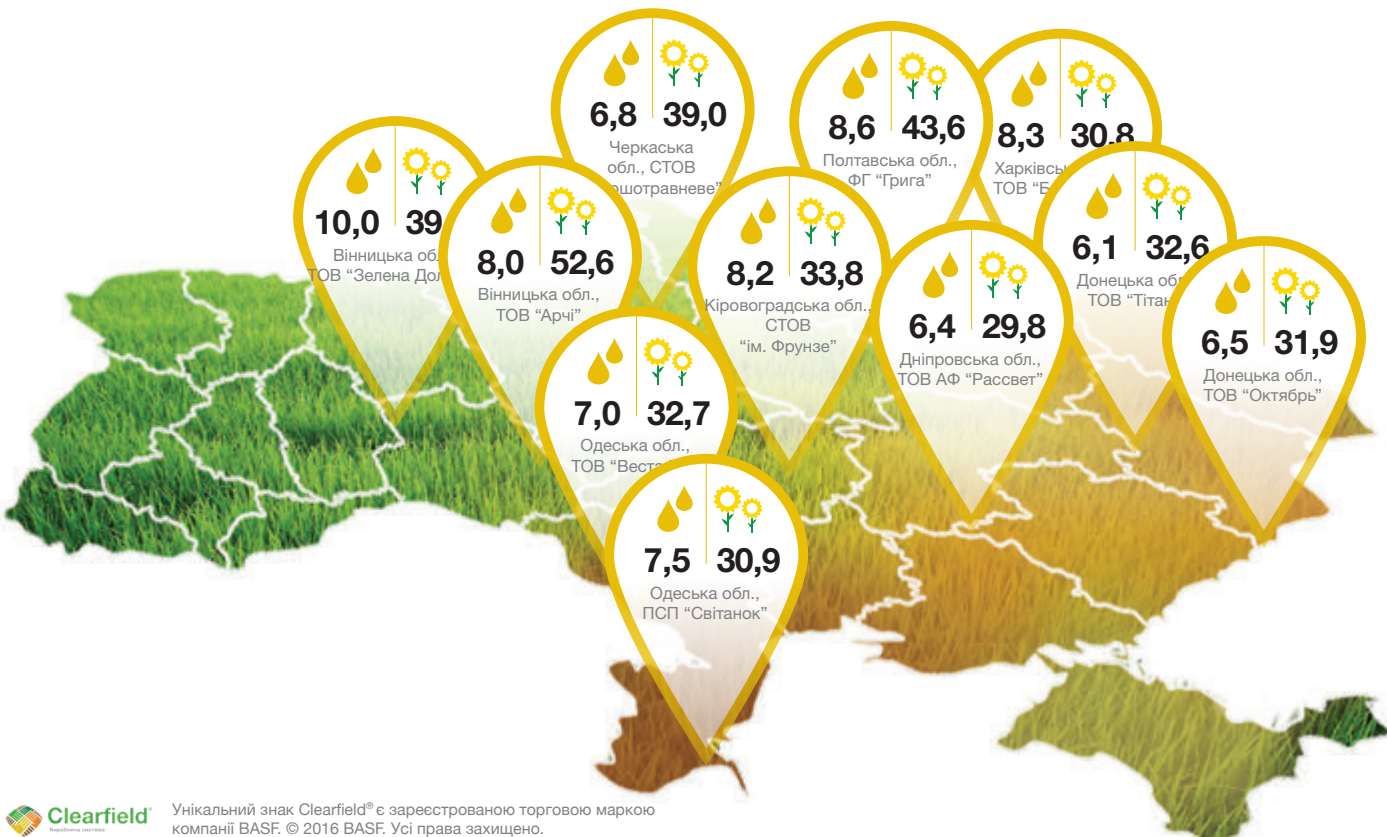 6,8 39,0
Черкаська
обл., СТОВ
8,6 43,6
Полтавська обл.,
ФГ “Грига”
8,3 30,8
ТОВ
10,0 39
Вінницька
ТОВ “Зелена
8,0 52,6
Вінницька обл.,
ТОВ “Арчі”
8,2 33,8
Кіровоградська обл.,
СТОВ
“ім. Фрунзе”
6,1 32,6
Донецька
ТОВ
6,4 29,8
Дніпровська обл.,
ТОВ АФ “Рассвет”
6,5 31,9
Донецька обл.,
ТОВ “Октябрь”
7,0 32,7
Одеська обл.,
ТОВ
7,5 30,9
Одеська обл.,
ПСП “Світанок”
Clearfield®
Виробнича система
Унікальний знак Clearfield® є зареєстрованою торговою маркою
компанії BASF. © 2016 BASF. Усі права захищено.